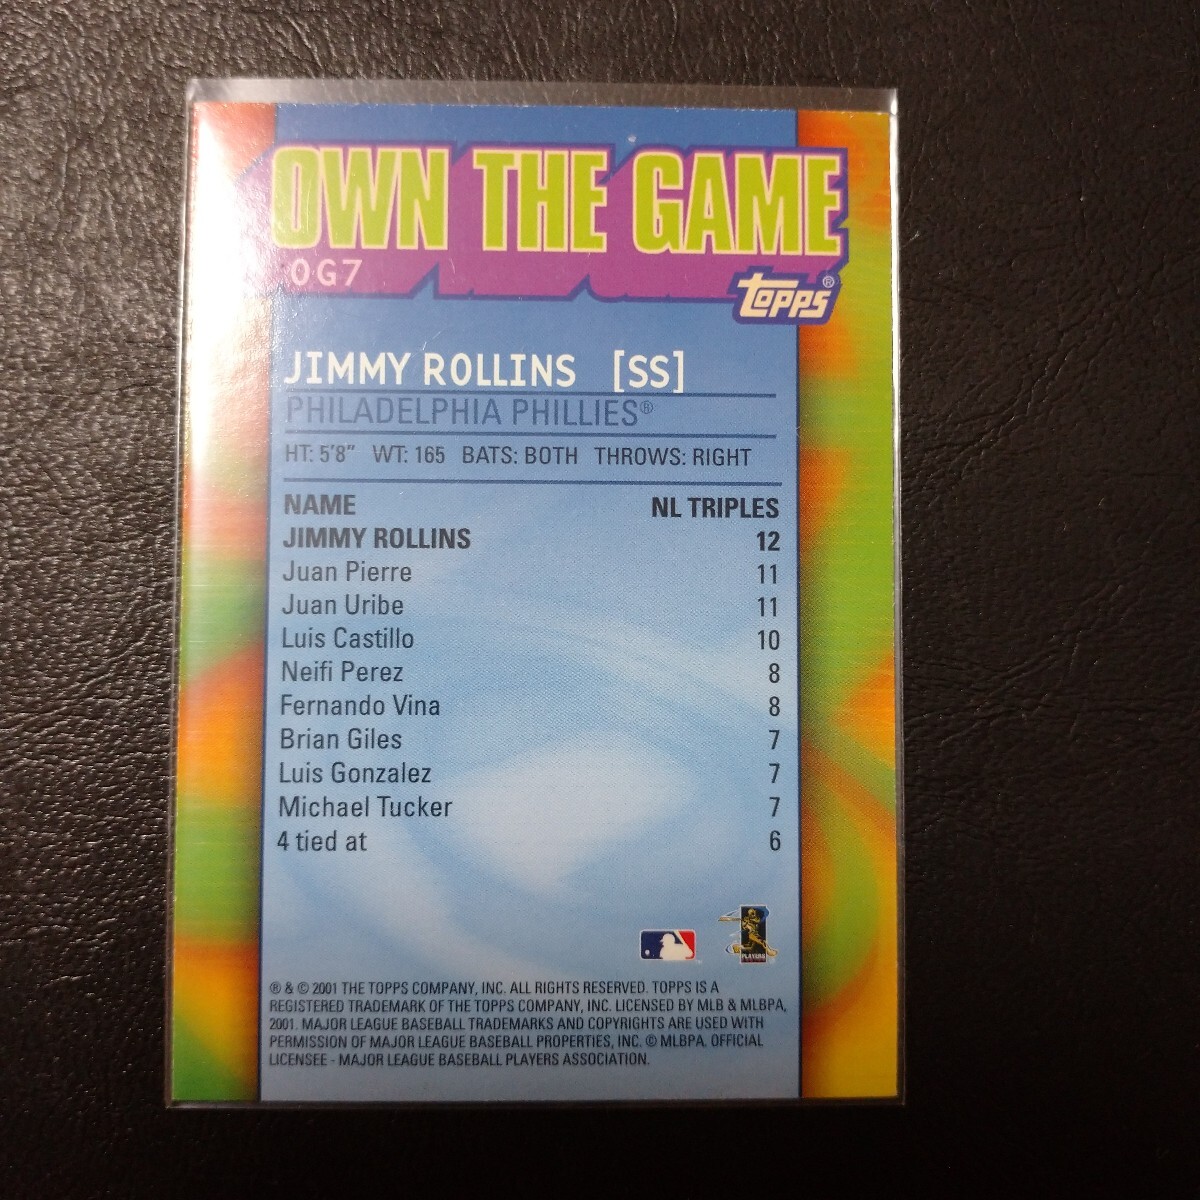 OWN THE GAME
OG7
topps®
JIMMY ROLLINS [SS]
PHILADELPHIA PHILLIES®
HT: 5'8" WT: 165 BATS: BOTH THROWS: RIGHT
NAME NL TRIPLES
JIMMY ROLLINS 12
Juan Pierre 11
Juan Uribe 11
Luis Castillo 10
Neifi Perez 8
Fernando Vina 8
Brian Giles 7
Luis Gonzalez 7
Michael Tucker 7
4 tied at 6
PLAYERS
® & © 2001 THE TOPPS COMPANY, INC. ALL RIGHTS RESERVED. TOPPS IS A
REGISTERED TRADEMARK OF THE TOPPS COMPANY, INC. LICENSED BY MLB & MLBPA,
2001. MAJOR LEAGUE BASEBALL TRADEMARKS AND COPYRIGHTS ARE USED WITH
PERMISSION OF MAJOR LEAGUE BASEBALL PROPERTIES, INC. © MLBPA. OFFICIAL
LICENSEE - MAJOR LEAGUE BASEBALL PLAYERS ASSOCIATION.